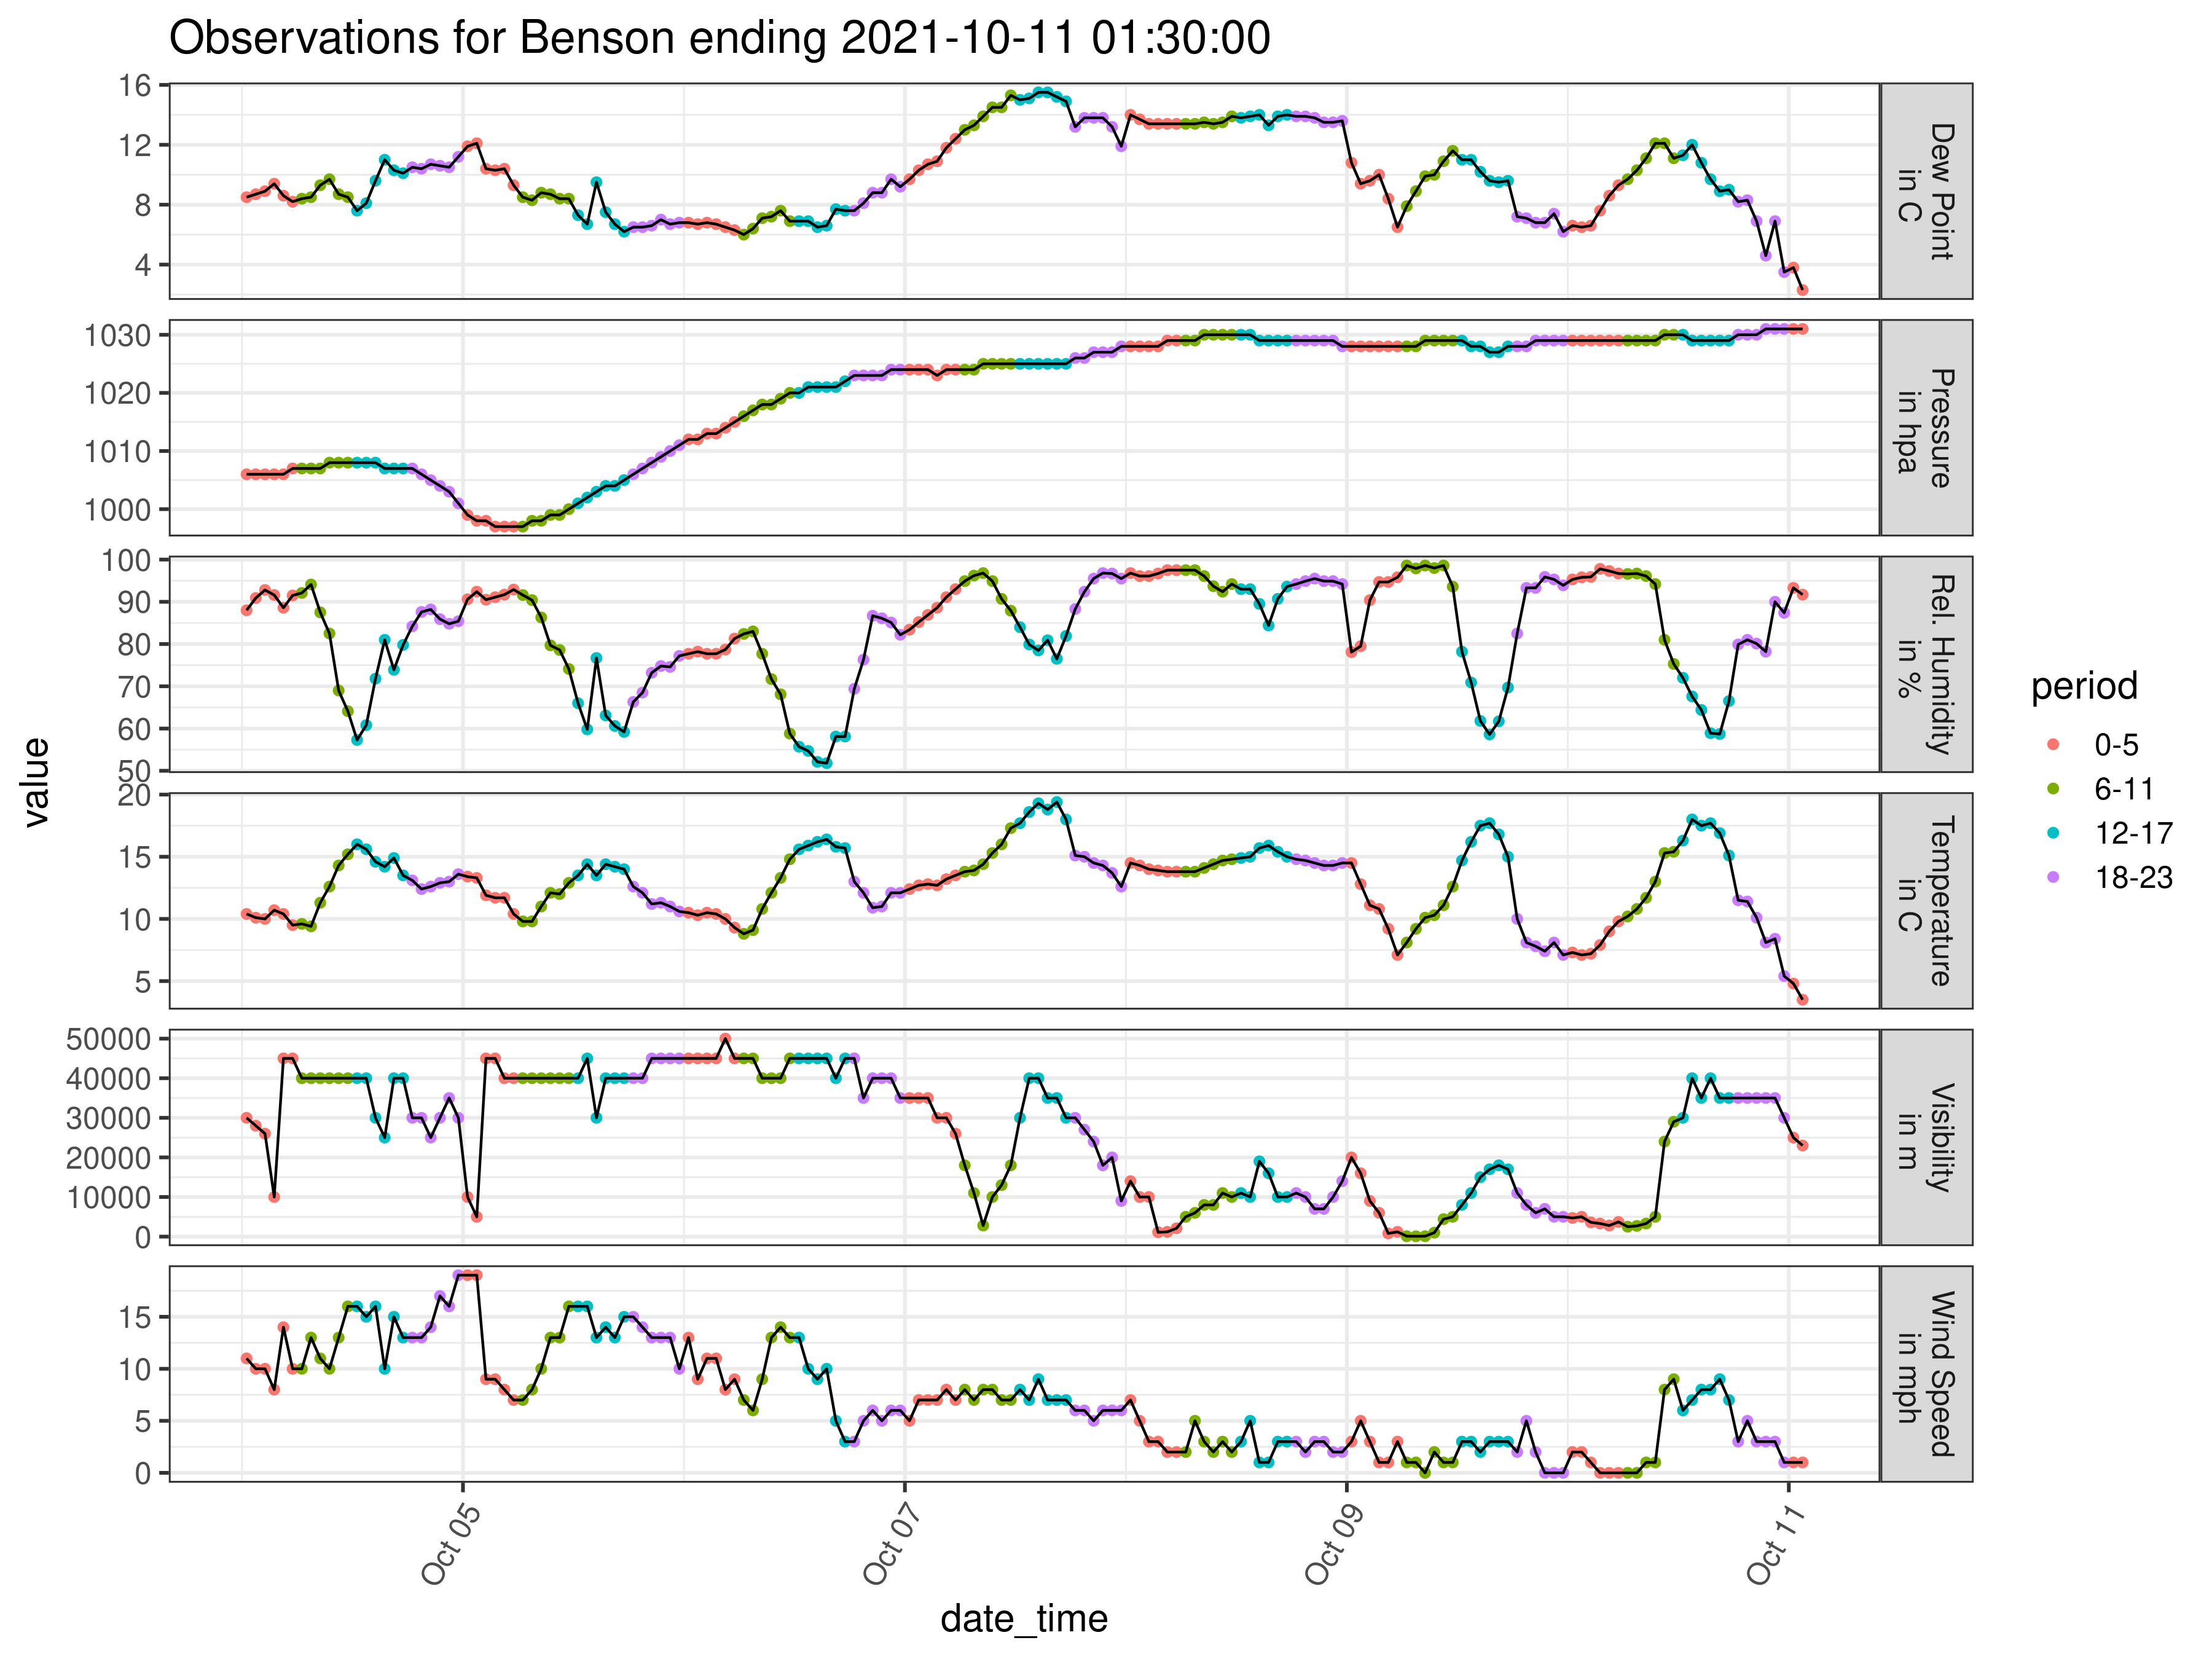 Observations for Benson ending 2021-10-11 01:30:00
value
16
12
8
4
Dew Point
in C
1030
1020
1010
1000
Pressure
in hpa
100
90
80
70
60
50
Rel. Humidity
in %
20
15
10
5
Temperature
in C
50000
40000
30000
20000
10000
0
Visibility
in m
15
10
5
0
Wind Speed
in mph
Oct 05
Oct 07
Oct 09
Oct 11
date_time
period
0-5
6-11
12-17
18-23